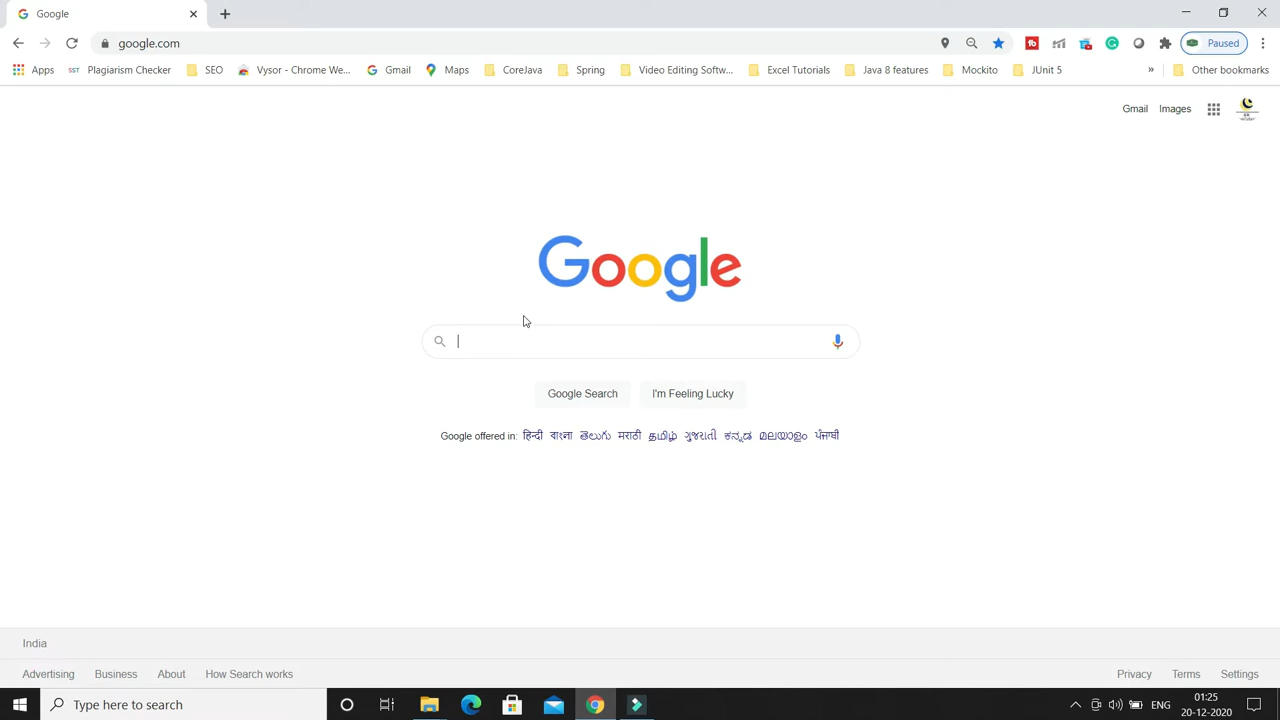 Google
google.com
Paused
Apps SST Plagiarism Checker SEO Vysor - Chrome We... Gmail Maps CoreJava Spring Video Editing Softw... Excel Tutorials Java 8 features Mockito JUnit 5 » Other bookmarks
Gmail Images
Google
Google Search I'm Feeling Lucky
Google offered in: हिन्दी বাংলা తెలుగు मराठी தமிழ் ગુજરાતી ಕನ್ನಡ മലയാളം ਪੰਜਾਬੀ
India
Advertising Business About How Search works Privacy Terms Settings
Type here to search ENG 01:25
20-12-2020